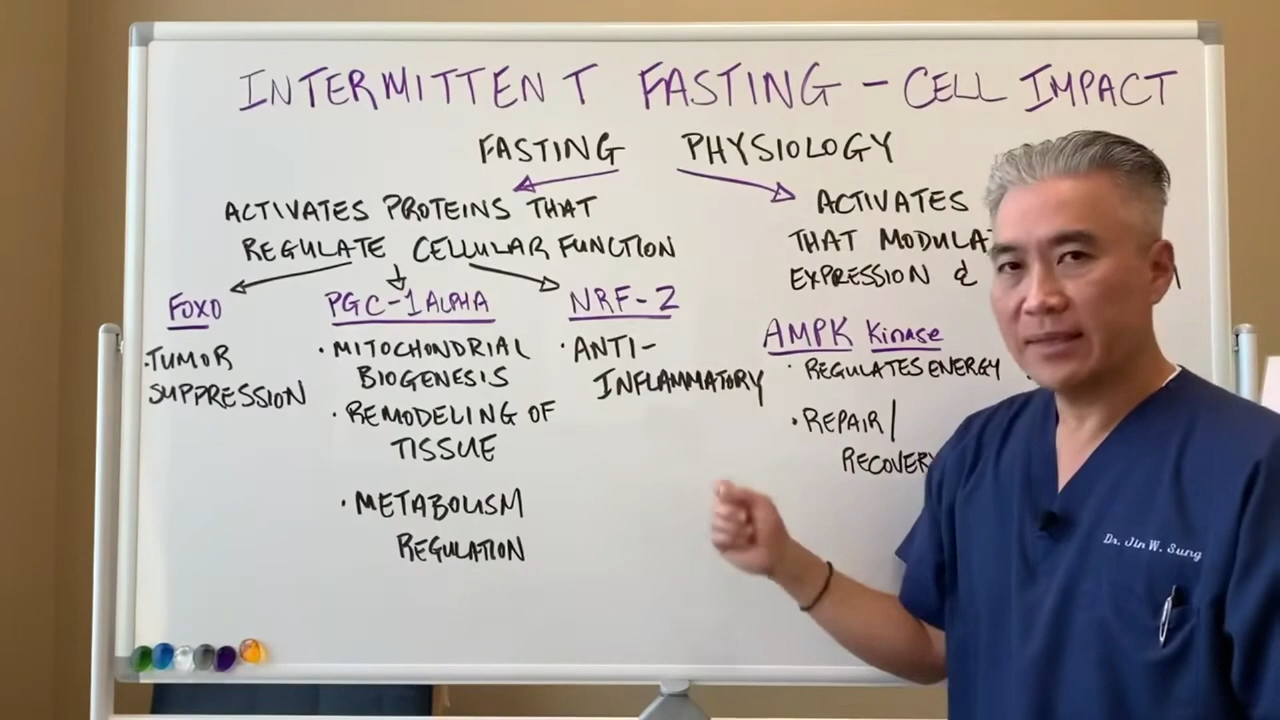 INTERMITTENT FASTING - CELL IMPACT
FASTING PHYSIOLOGY
ACTIVATES PROTEINS THAT
REGULATE CELLULAR FUNCTION
FOXO
·TUMOR
SUPPRESSION
PGC-1 ALPHA
·MITOCHONDRIAL
BIOGENESIS
·REMODELING OF
TISSUE
·METABOLISM
REGULATION
NRF-2
·ANTI-
INFLAMMATORY
ACTIVATES
THAT
EXPRESSION &
AMPK Kinase
·REGULATES ENERGY
·REPAIR/
RECOVERY
Dr. Jin W. Sung